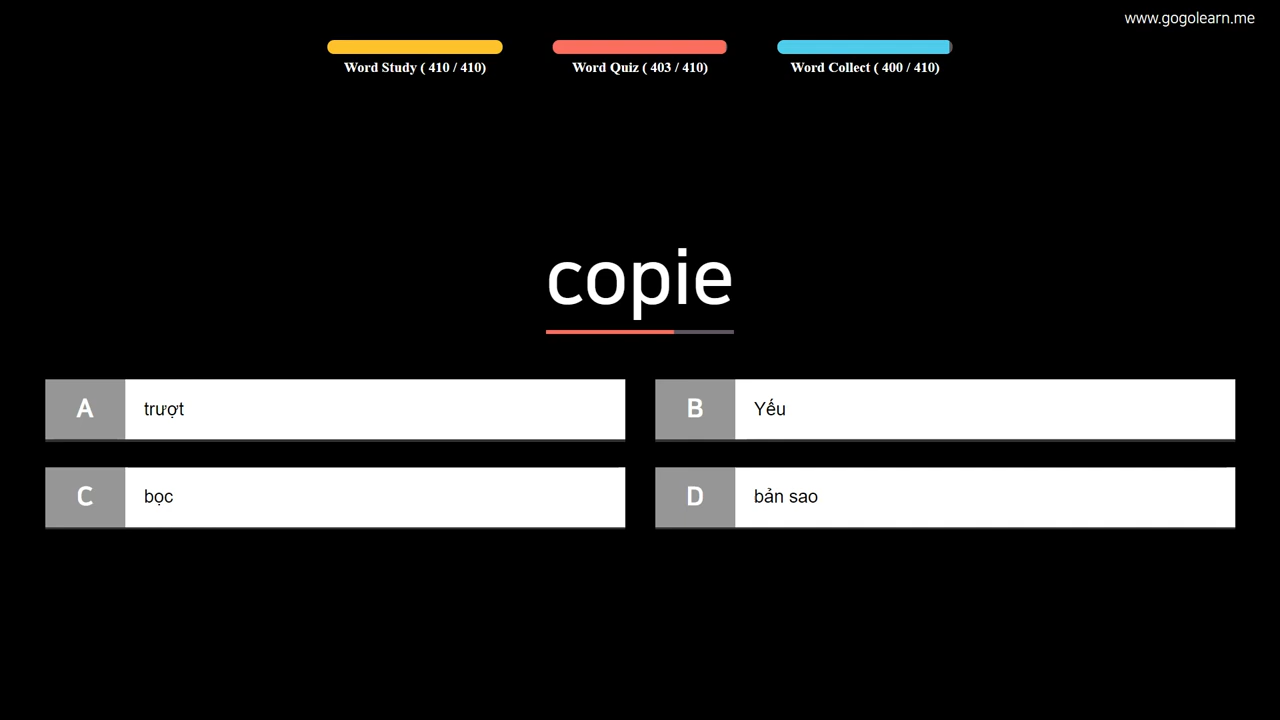 www.gogolearn.me
Word Study ( 410 / 410)
Word Quiz ( 403 / 410)
Word Collect ( 400 / 410)
copie
A trượt
B Yếu
C bọc
D bản sao